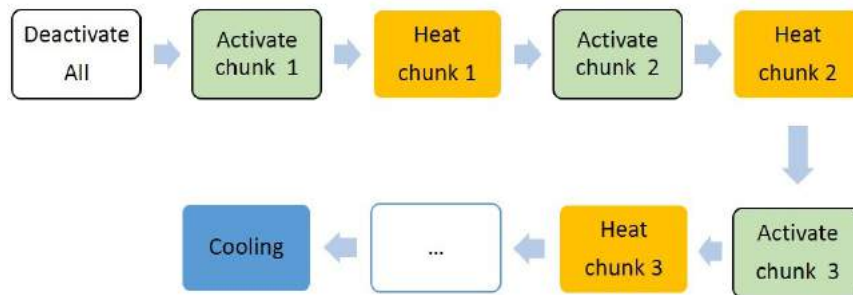 Deactivate
All
Activate
chunk 1
Heat
chunk 1
Activate
chunk 2
Heat
chunk 2
Activate
chunk 3
Heat
chunk 3
...
Cooling